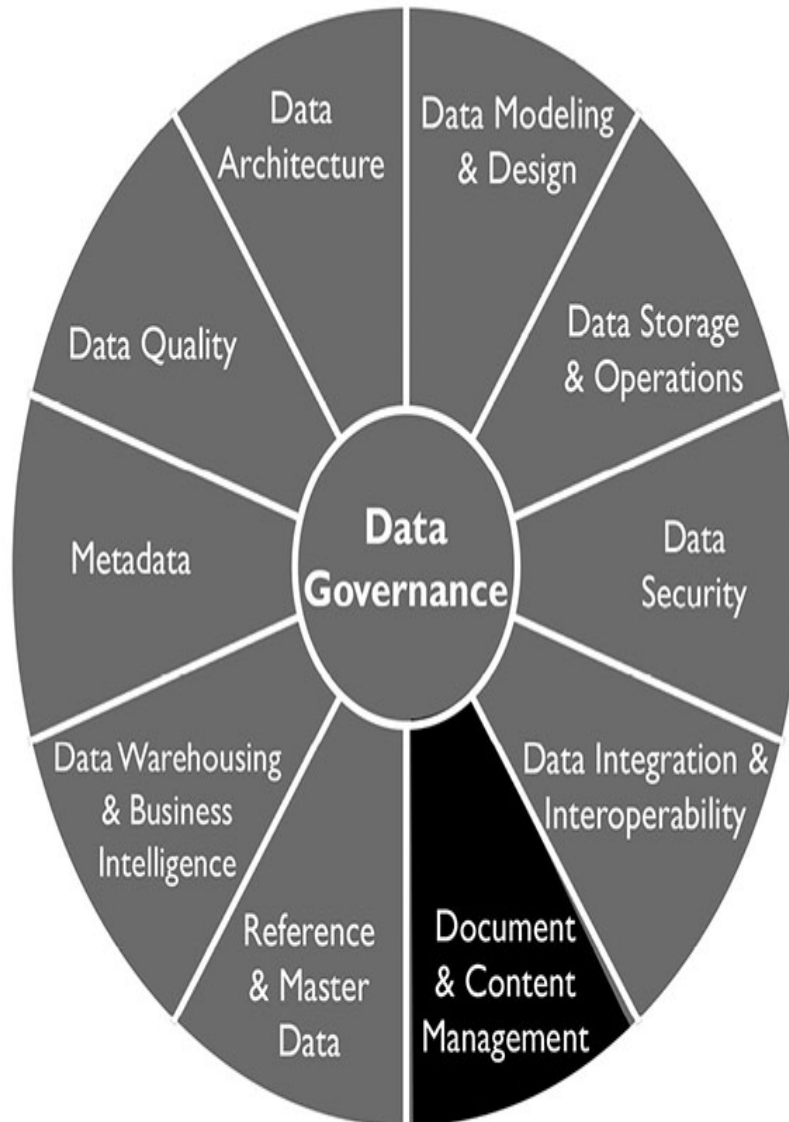 Data
Architecture
Data Modeling
& Design
Data Storage
& Operations
Data
Security
Data Integration &
Interoperability
Document
& Content
Management
Reference
& Master
Data
Data Warehousing
& Business
Intelligence
Metadata
Data Quality
Data
Governance